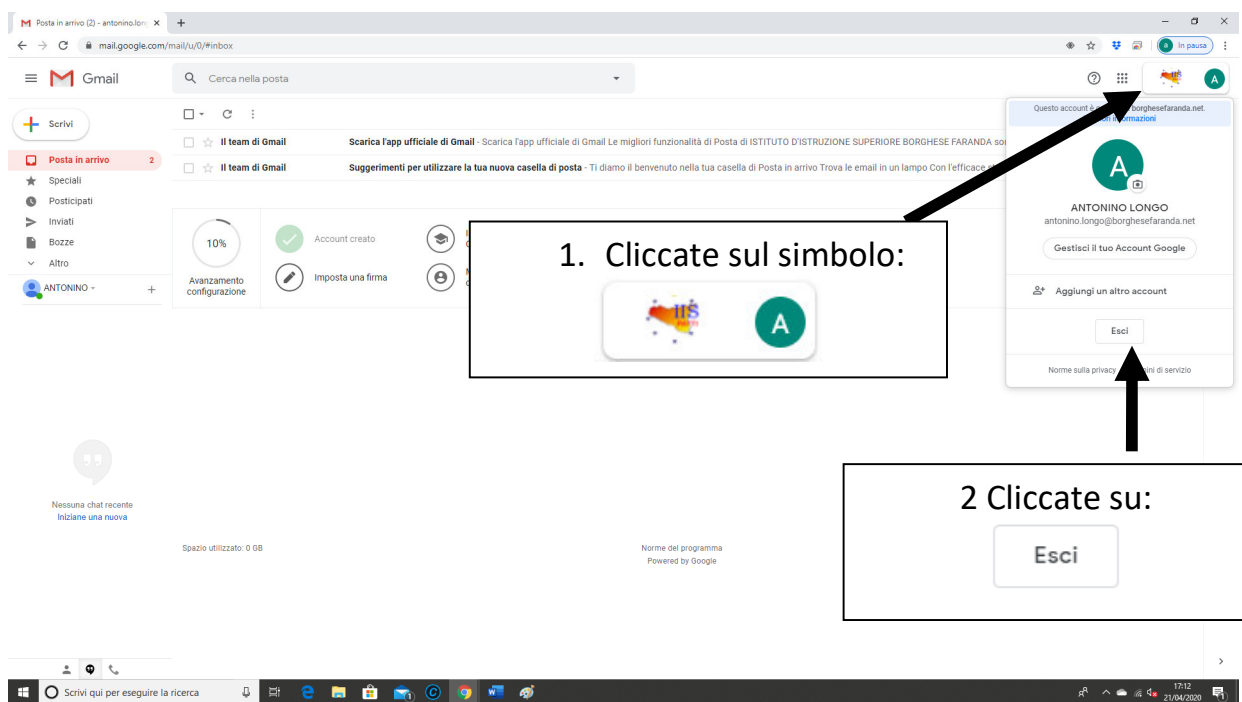 Posta in arrivo (2) - antonino.lon
mail.google.com/mail/u/0/#inbox
In pausa
Gmail
Cerca nella posta
Scrivi
Posta in arrivo 2
Speciali
Posticipati
Inviati
Bozze
Altro
ANTONINO
Il team di Gmail Scarica l'app ufficiale di Gmail - Scarica l'app ufficiale di Gmail Le migliori funzionalità di Posta di ISTITUTO D'ISTRUZIONE SUPERIORE BORGHESE FARANDA
Il team di Gmail Suggerimenti per utilizzare la tua nuova casella di posta - Ti diamo il benvenuto nella tua casella di Posta in arrivo Trova le email in un lampo Con l'efficace
10%
Avanzamento
configurazione
Account creato
Imposta una firma
1. Cliccate sul simbolo:
IIS
A
A
Questo account è borghesefaranda.net.
informazioni
A
ANTONINO LONGO
antonino.longo@borghesefaranda.net
Gestisci il tuo Account Google
Aggiungi un altro account
Esci
Norme sulla privacy di servizio
2 Cliccate su:
Esci
Nessuna chat recente
Iniziane una nuova
Spazio utilizzato: 0 GB
Norme del programma
Powered by Google
Scrivi qui per eseguire la ricerca
17:12
21/04/2020